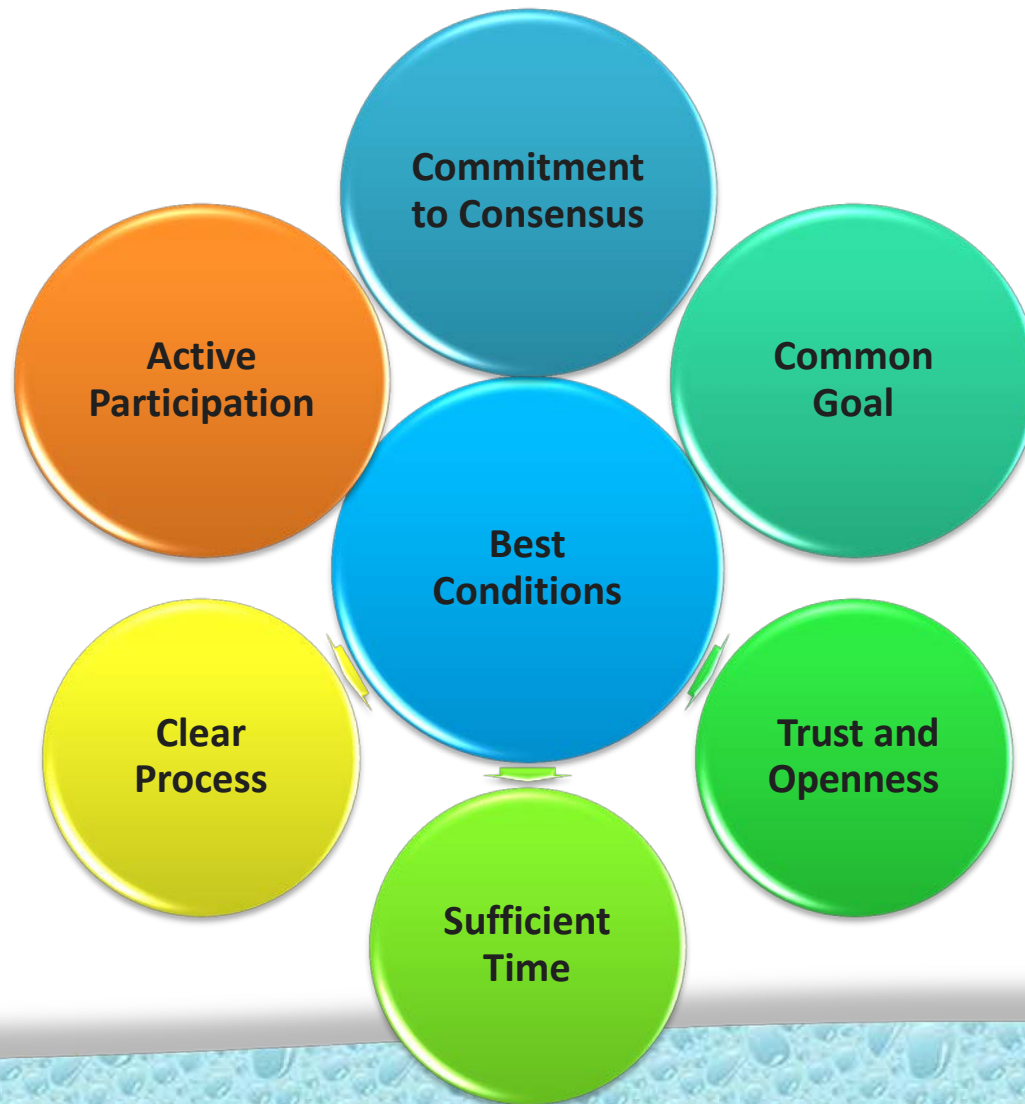 Commitment
to Consensus
Active
Participation
Common
Goal
Best
Conditions
Clear
Process
Trust and
Openness
Sufficient
Time